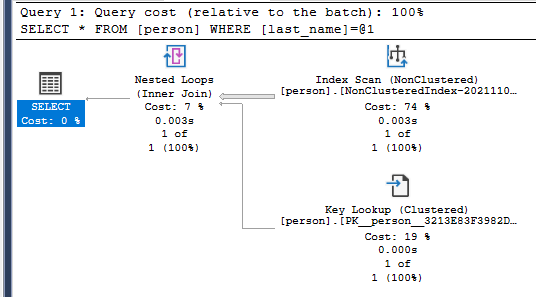 Query 1: Query cost (relative to the batch): 100%
SELECT * FROM [person] WHERE [last_name]=@1
SELECT
Cost: 0 %
Nested Loops
(Inner Join)
Cost: 7 %
0.003s
1 of
1 (100%)
Index Scan (NonClustered)
[person].[NonClusteredIndex-2021110…
Cost: 74 %
0.003s
1 of
1 (100%)
Key Lookup (Clustered)
[person].[PK__person__3213E83F3982D…
Cost: 19 %
0.000s
1 of
1 (100%)